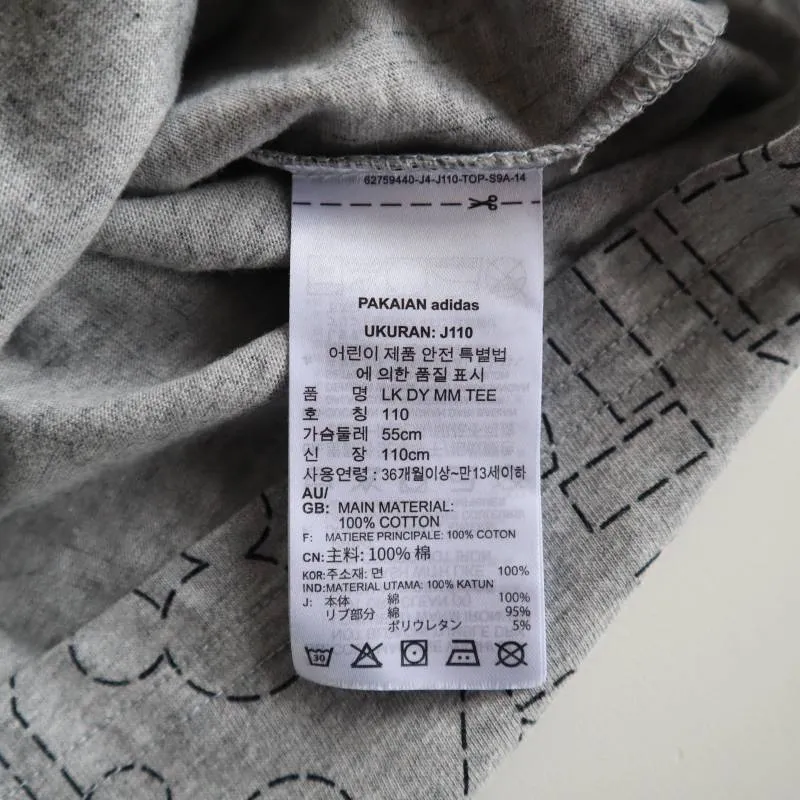 62759440-J4-J110-TOP-S9A-14
PAKAIAN adidas
UKURAN: J110
어린이 제품 안전 특별법
에 의한 품질 표시
품 명 LK DY MM TEE
호 칭 110
가슴둘레 55cm
신 장 110cm
사용연령 : 36개월이상~만13세이하
AU/
GB: MAIN MATERIAL:
100% COTTON
F: MATIERE PRINCIPALE: 100% COTON
CN: 主料: 100% 棉
KOR: 주소재: 면 100%
IND: MATERIAL UTAMA: 100% KATUN
J: 本体 綿 100%
リブ部分 綿 95%
ポリウレタン 5%
30